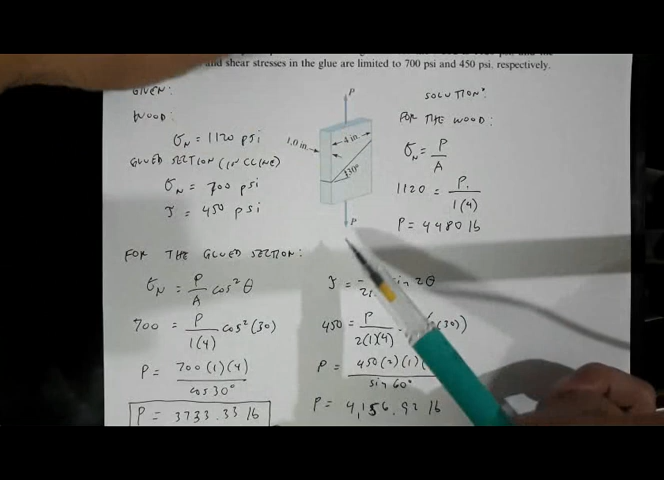 and shear stresses in the glue are limited to 700 psi and 450 psi, respectively.
GIVEN:
WOOD:
σN = 1120 psi
GLUED SECTION (INCLINE)
σN = 700 psi
τ = 450 psi
P
1.0 in.
4 in.
30°
P
SOLUTION:
FOR THE WOOD:
σN = P/A
1120 = P/1(4)
P = 4480 lb
FOR THE GLUED SECTION:
σN = P/A cos²θ
700 = P/1(4) cos²(30)
P = 700(1)(4)/cos 30°
P = 3733.33 lb
sin 2θ
450 = P/2(1)(4) (30))
P = 450(2)(1)/sin 60°
P = 4,156.92 lb